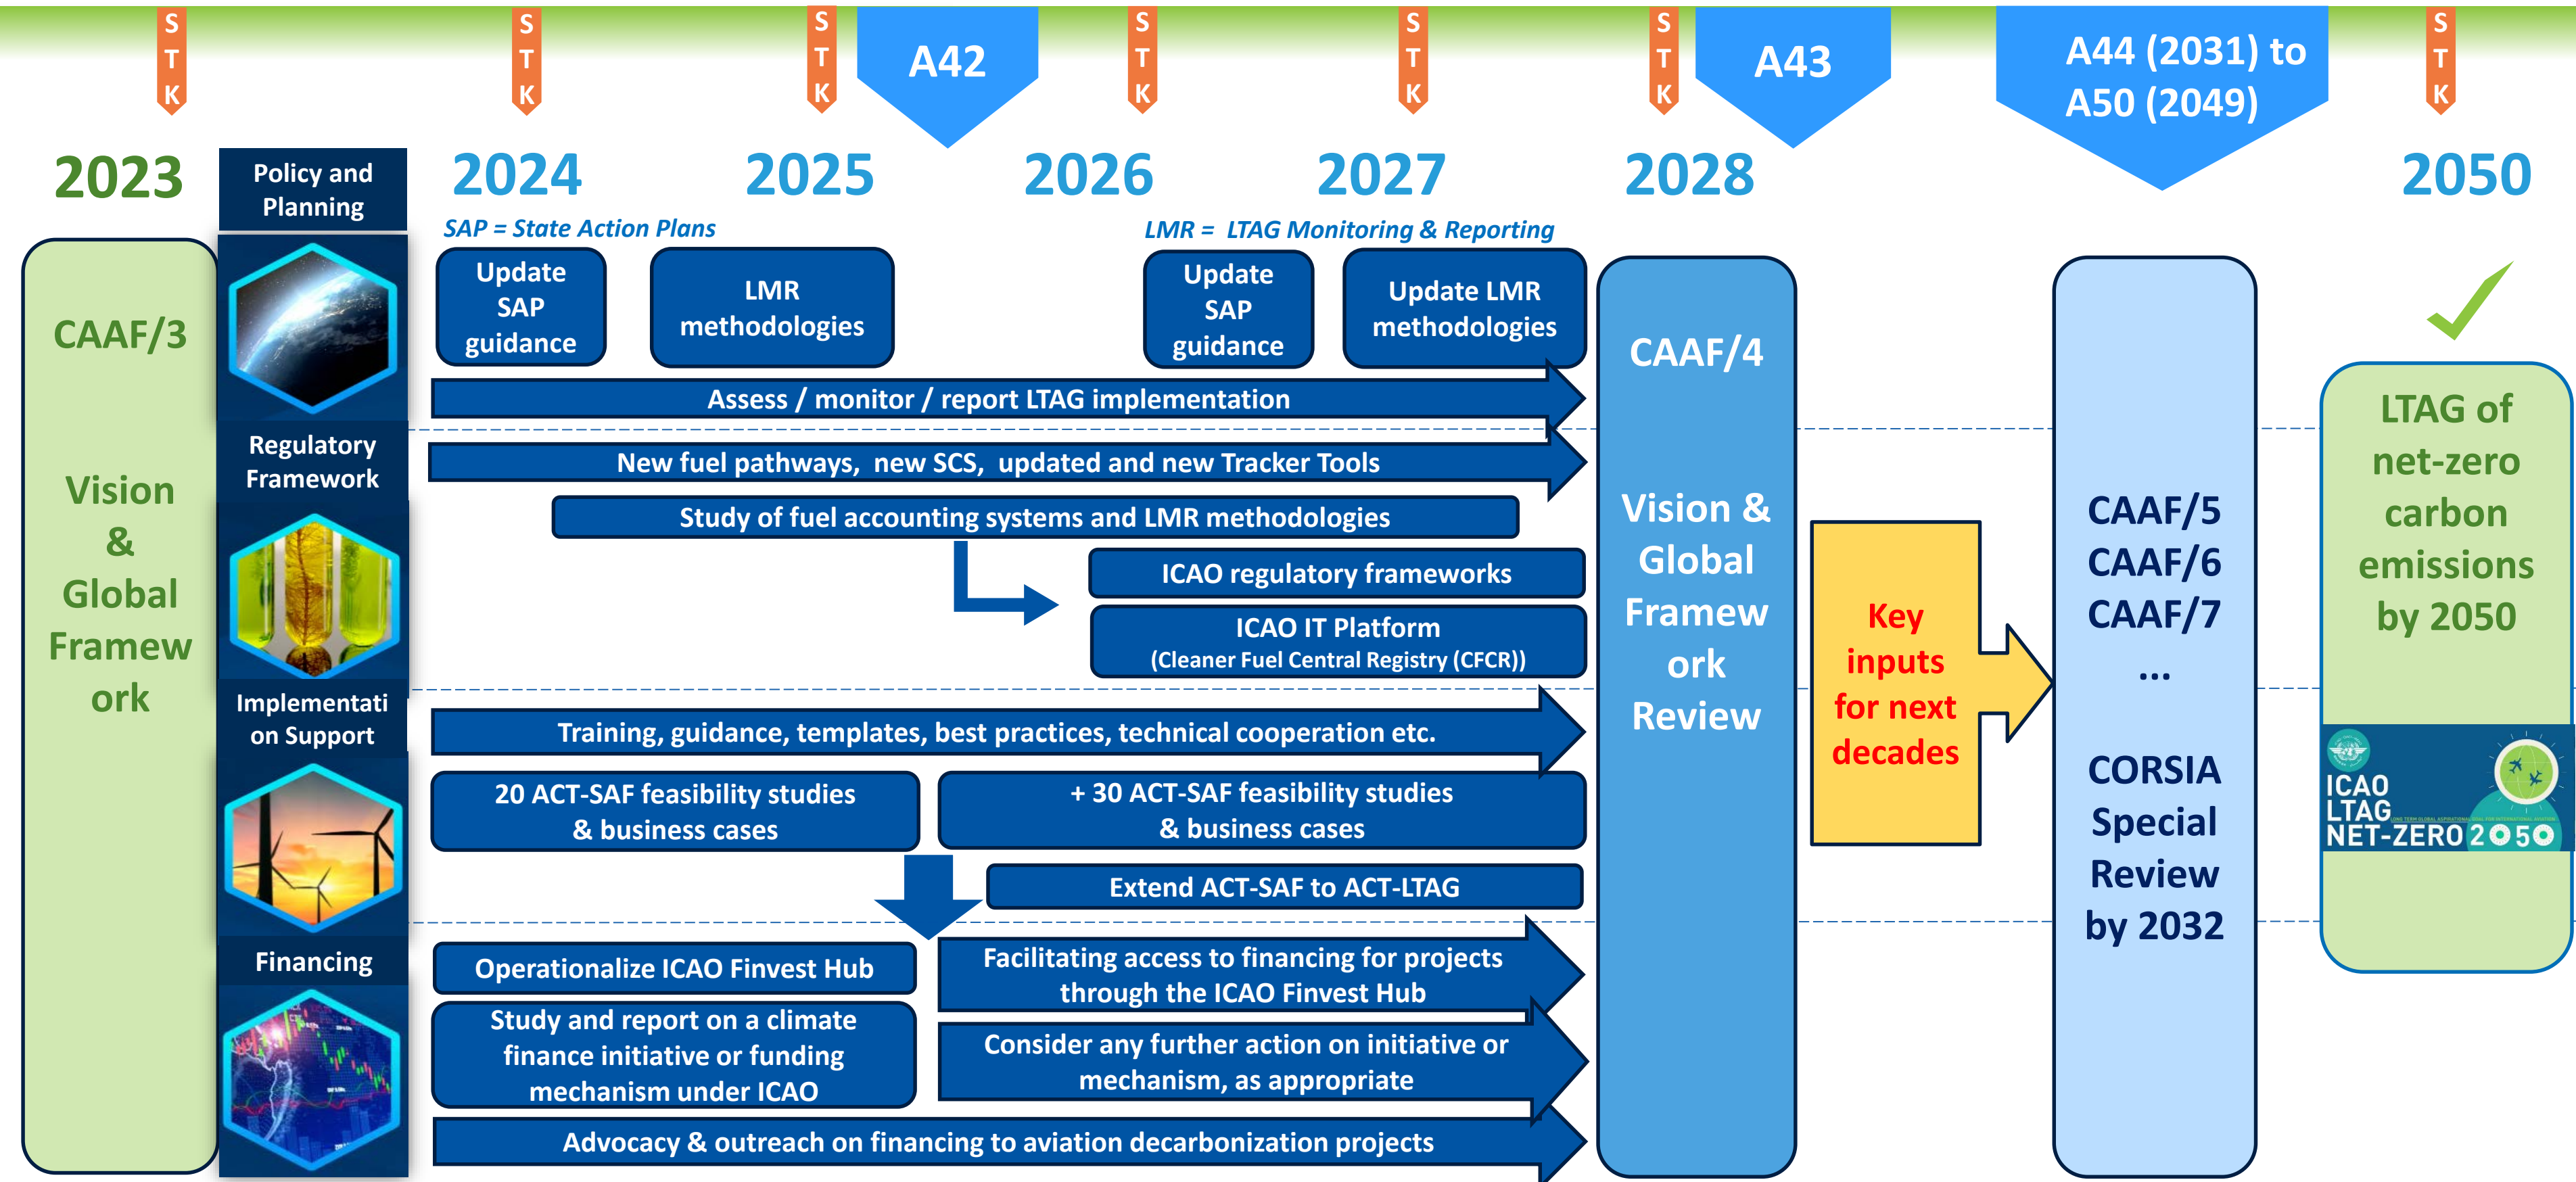 S
T
K
S
T
K
S
T
K
A42
S
T
K
S
T
K
S
T
K
A43
A44 (2031) to
A50 (2049)
S
T
K
2023
Policy and
Planning
2024
2025
2026
2027
2028
2050
SAP = State Action Plans
LMR = LTAG Monitoring & Reporting
CAAF/3
Vision
&
Global
Framew
ork
Update
SAP
guidance
LMR
methodologies
Update
SAP
guidance
Update LMR
methodologies
Assess / monitor / report LTAG implementation
Regulatory
Framework
New fuel pathways, new SCS, updated and new Tracker Tools
Study of fuel accounting systems and LMR methodologies
ICAO regulatory frameworks
ICAO IT Platform
(Cleaner Fuel Central Registry (CFCR))
Implementati
on Support
Training, guidance, templates, best practices, technical cooperation etc.
20 ACT-SAF feasibility studies
& business cases
+ 30 ACT-SAF feasibility studies
& business cases
Extend ACT-SAF to ACT-LTAG
Financing
Operationalize ICAO Finvest Hub
Facilitating access to financing for projects
through the ICAO Finvest Hub
Study and report on a climate
finance initiative or funding
mechanism under ICAO
Consider any further action on initiative or
mechanism, as appropriate
Advocacy & outreach on financing to aviation decarbonization projects
CAAF/4
Vision &
Global
Framew
ork
Review
Key
inputs
for next
decades
CAAF/5
CAAF/6
CAAF/7
...
CORSIA
Special
Review
by 2032
LTAG of
net-zero
carbon
emissions
by 2050
ICAO
LTAG
LONG TERM GLOBAL ASPIRATIONAL GOAL FOR INTERNATIONAL AVIATION
NET-ZERO 2050